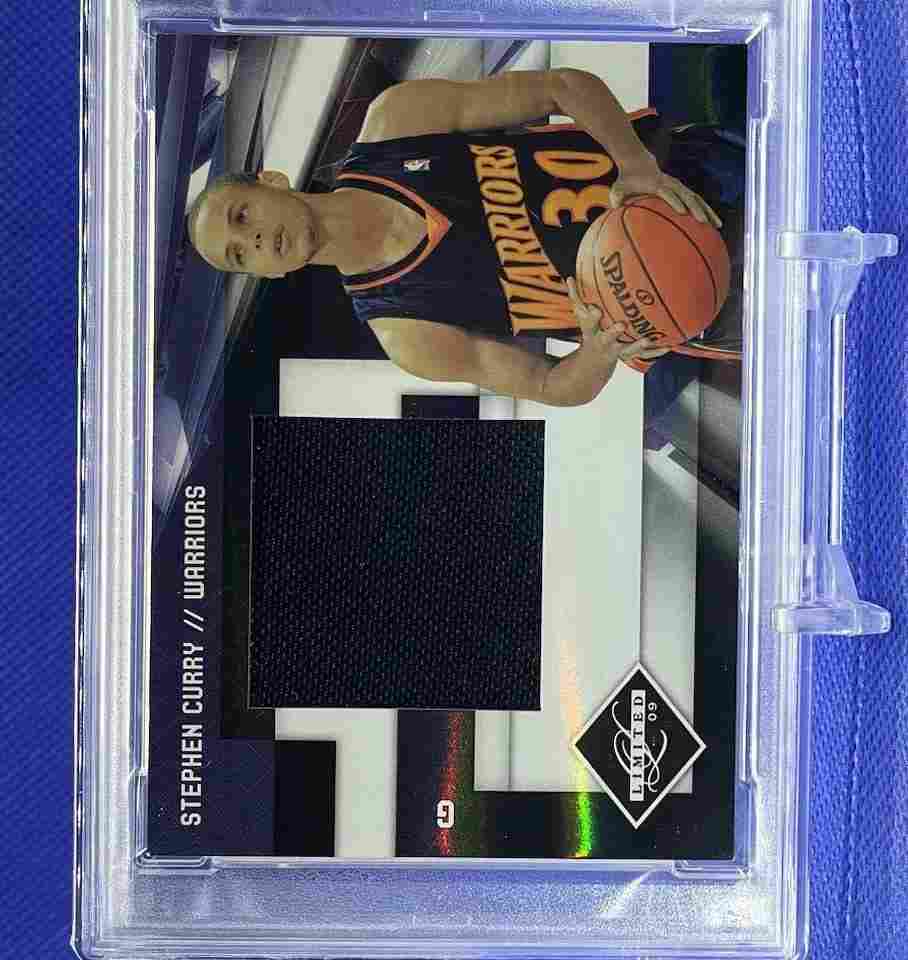 STEPHEN CURRY // WARRIORS
WARRIORS
30
SPALDING
G
LIMITED
09